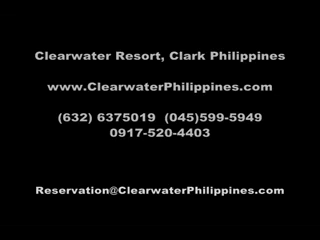 Clearwater Resort, Clark Philippines
www.ClearwaterPhilippines.com
(632) 6375019 (045)599-5949
0917-520-4403
Reservation@ClearwaterPhilippines.com